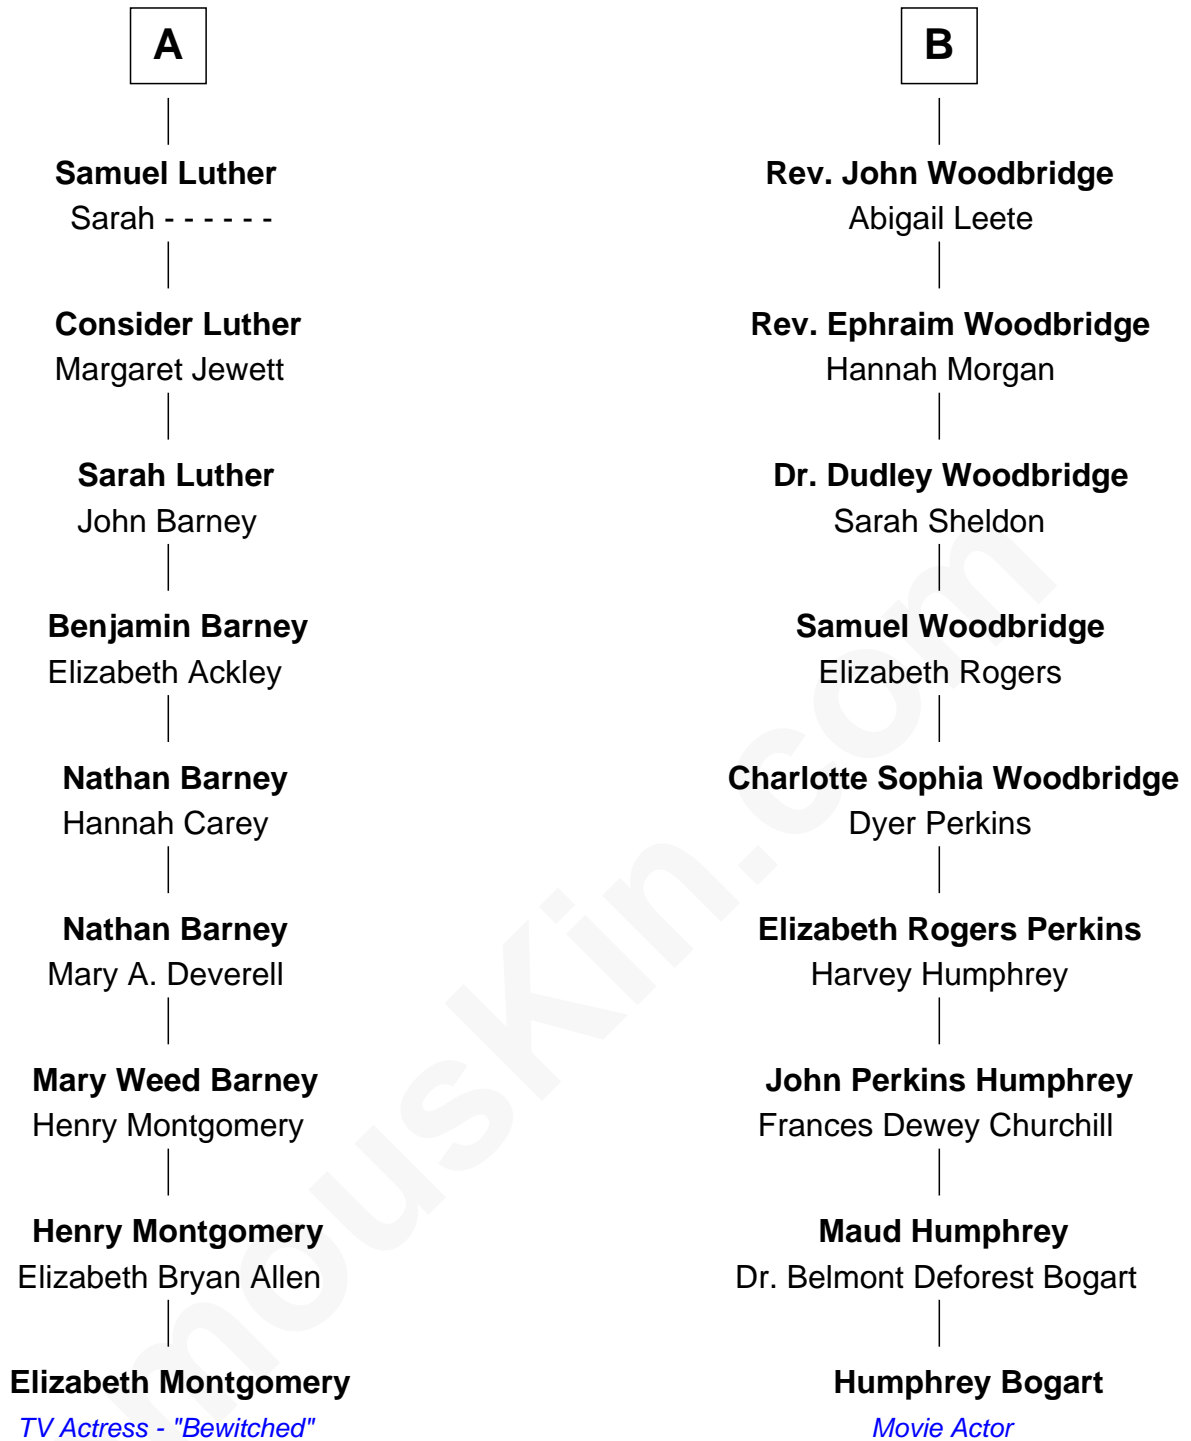 A
Samuel Luther
Sarah - - - - - -
Consider Luther
Margaret Jewett
Sarah Luther
John Barney
Benjamin Barney
Elizabeth Ackley
Nathan Barney
Hannah Carey
Nathan Barney
Mary A. Deverell
Mary Weed Barney
Henry Montgomery
Henry Montgomery
Elizabeth Bryan Allen
Elizabeth Montgomery
TV Actress - "Bewitched"
B
Rev. John Woodbridge
Abigail Leete
Rev. Ephraim Woodbridge
Hannah Morgan
Dr. Dudley Woodbridge
Sarah Sheldon
Samuel Woodbridge
Elizabeth Rogers
Charlotte Sophia Woodbridge
Dyer Perkins
Elizabeth Rogers Perkins
Harvey Humphrey
John Perkins Humphrey
Frances Dewey Churchill
Maud Humphrey
Dr. Belmont Deforest Bogart
Humphrey Bogart
Movie Actor
mousKin.com